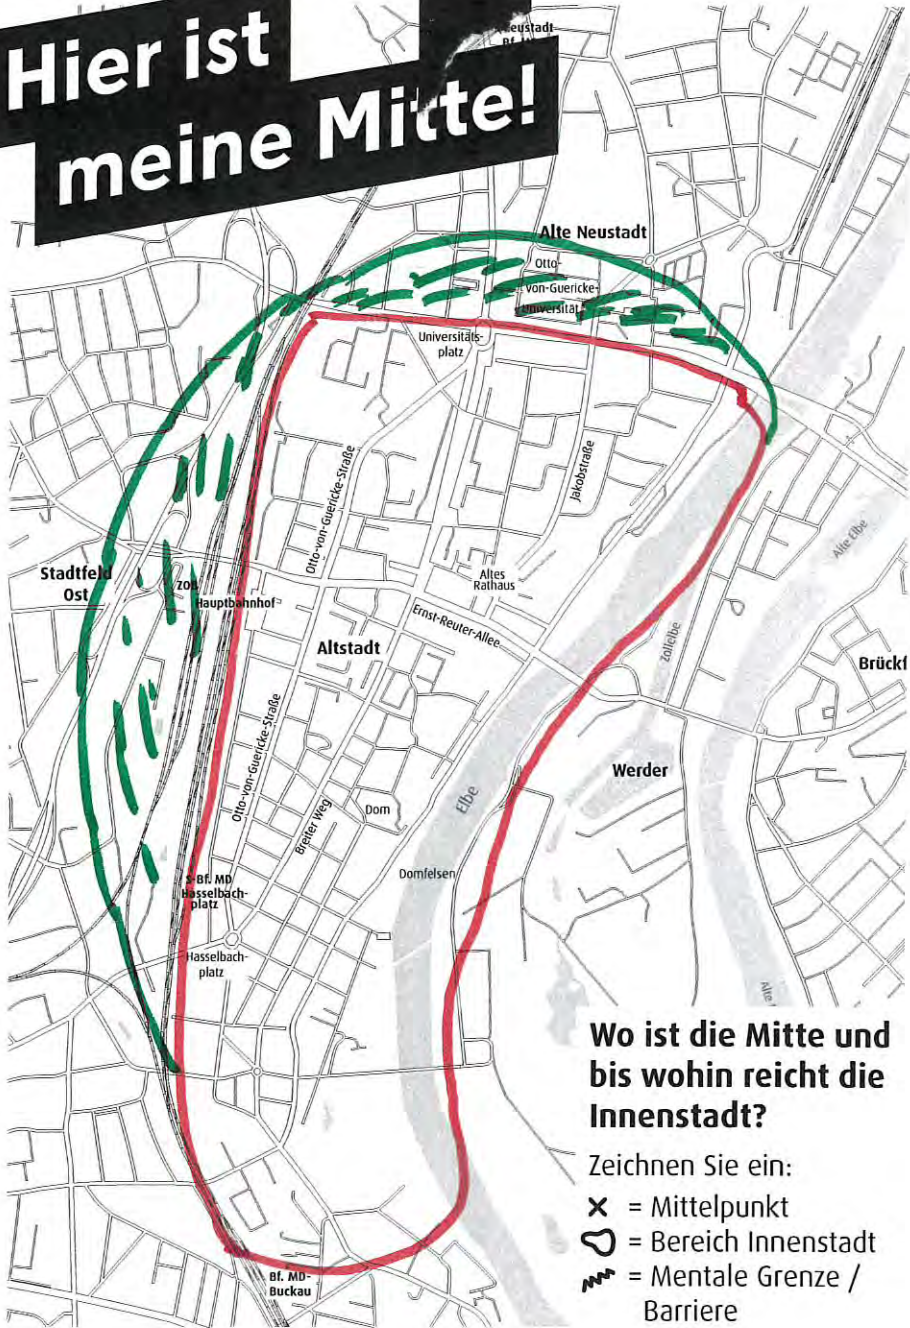 Hier ist
meine Mitte!
Neustadt
Alte Neustadt
Otto-
von-Guericke-
Universität
Universitäts-
platz
Otto-von-Guericke-Straße
Jakobstraße
Alte Elbe
Stadtfeld
Ost
ZOB
Hauptbahnhof
Altes
Rathaus
Ernst-Reuter-Allee
Altstadt
Zollelbe
Brückf
Otto-von-Guericke-Straße
Breiter Weg
Dom
Elbe
Werder
Domfelsen
S-Bf. MD
Hasselbach-
platz
Hasselbach-
platz
Alte
Wo ist die Mitte und
bis wohin reicht die
Innenstadt?
Zeichnen Sie ein:
x = Mittelpunkt
= Bereich Innenstadt
= Mentale Grenze /
Barriere
Bf. MD-
Buckau